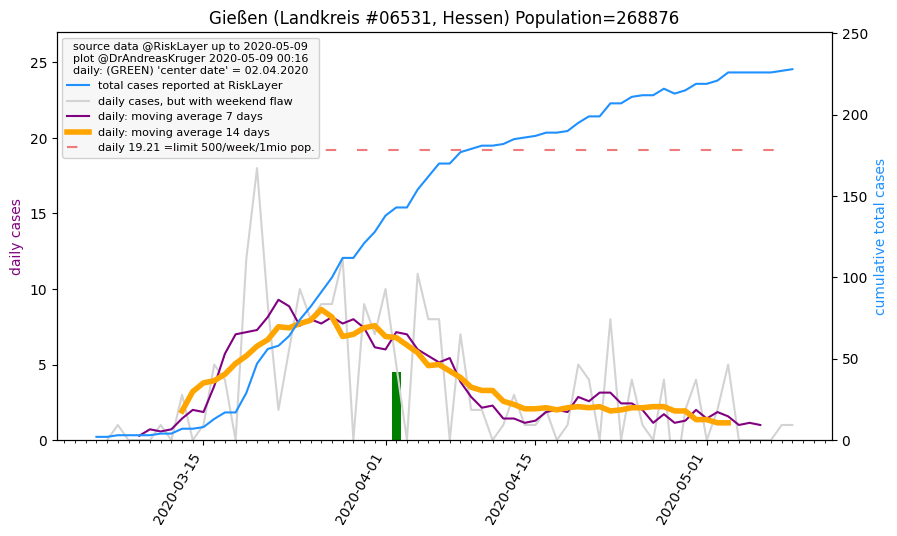 Gießen (Landkreis #06531, Hessen) Population=268876
source data @RiskLayer up to 2020-05-09
plot @DrAndreasKruger 2020-05-09 00:16
daily: (GREEN) 'center date' = 02.04.2020
total cases reported at RiskLayer
daily cases, but with weekend flaw
daily: moving average 7 days
daily: moving average 14 days
daily 19.21 =limit 500/week/1mio pop.
daily cases
25
20
15
10
5
0
cumulative total cases
250
200
150
100
50
0
2020-03-15
2020-04-01
2020-04-15
2020-05-01